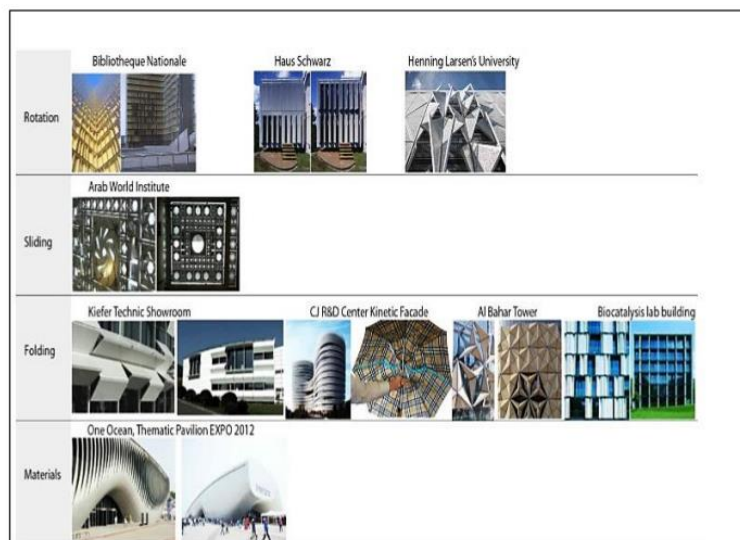 Bibliotheque Nationale
Haus Schwarz
Henning Larsen's University
Rotation
Arab World Institute
Sliding
Kiefer Technic Showroom
CJ R&D Center Kinetic Facade
Al Bahar Tower
Biocatalysis lab building
Folding
One Ocean, Thematic Pavilion EXPO 2012
Materials